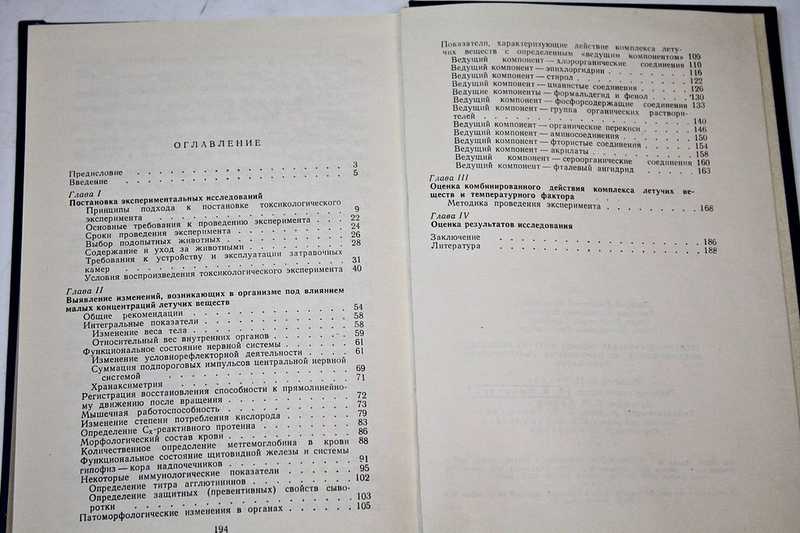 ОГЛАВЛЕНИЕ
Предисловие . . . . . . . . . . 3
Введение . . . . . . . . . . 5
Глава I
Постановка экспериментальных исследований
Принципы подхода к постановке токсикологического
эксперимента . . . . . . . . . . 9
Основные требования к проведению эксперимента . . . 22
Сроки проведения эксперимента . . . . . . 24
Выбор подопытных животных . . . . . . 26
Содержание и уход за животными . . . . . . 28
Требования к устройству и эксплуатации затравочных
камер . . . . . . . . . . 31
Условия воспроизведения токсикологического эксперимента 40
Глава II
Выявление изменений, возникающих в организме под влиянием
малых концентраций летучих веществ
Общие рекомендации . . . . . . . . 54
Интегральные показатели . . . . . . . . 58
Изменение веса тела . . . . . . . . 58
Относительный вес внутренних органов . . . . . 59
Функциональное состояние нервной системы . . . . 61
Изменение условнорефлекторной деятельности . . . 61
Суммация подпороговых импульсов центральной нервной
системой . . . . . . . . . . 69
Хранаксиметрия . . . . . . . . . 71
Регистрация восстановления способности к прямолинейно-
му движению после вращения . . . . . . 72
Мышечная работоспособность . . . . . . 73
Изменение степени потребления кислорода . . . . 79
Определение Сх-реактивного протеина . . . . . 83
Морфологический состав крови . . . . . . 86
Количественное определение метгемоглобина в крови 88
Функциональное состояние щитовидной железы и системы
гипофиз — кора надпочечников . . . . . . 91
Некоторые иммунологические показатели . . . . . 95
Определение титра агглютининов . . . . . . 102
Определение защитных (превентивных) свойств сыво-
ротки . . . . . . . . . . 103
Патоморфологические изменения в органах . . . . . 105
194
Показатели, характеризующие действие комплекса лету-
чих веществ с определенным «ведущим компонентом» 109
Ведущий компонент — хлорорганические соединения 110
Ведущий компонент — эпихлоргидрин . . . . . 116
Ведущий компонент — стирол . . . . . . 122
Ведущий компонент — цианистые соединения . . . . 126
Ведущие компоненты — формальдегид и фенол . . . 130
Ведущий компонент — фосфорсодержащие соединения 133
Ведущий компонент — группа органических раствори-
телей . . . . . . . . . . 140
Ведущий компонент — органические перекиси . . . . 146
Ведущий компонент — аминосоединения . . . . . 150
Ведущий компонент — фтористые соединения . . . . 154
Ведущий компонент — акрилаты . . . . . . 158
Ведущий компонент — сероорганические соединения 160
Ведущий компонент — фталевый ангидрид . . . . . 163
Глава III
Оценка комбинированного действия комплекса летучих ве-
ществ и температурного фактора
Методика проведения эксперимента . . . . . . 168
Глава IV
Оценка результатов исследования
Заключение . . . . . . . . . . 186
Литература . . . . . . . . . . 188